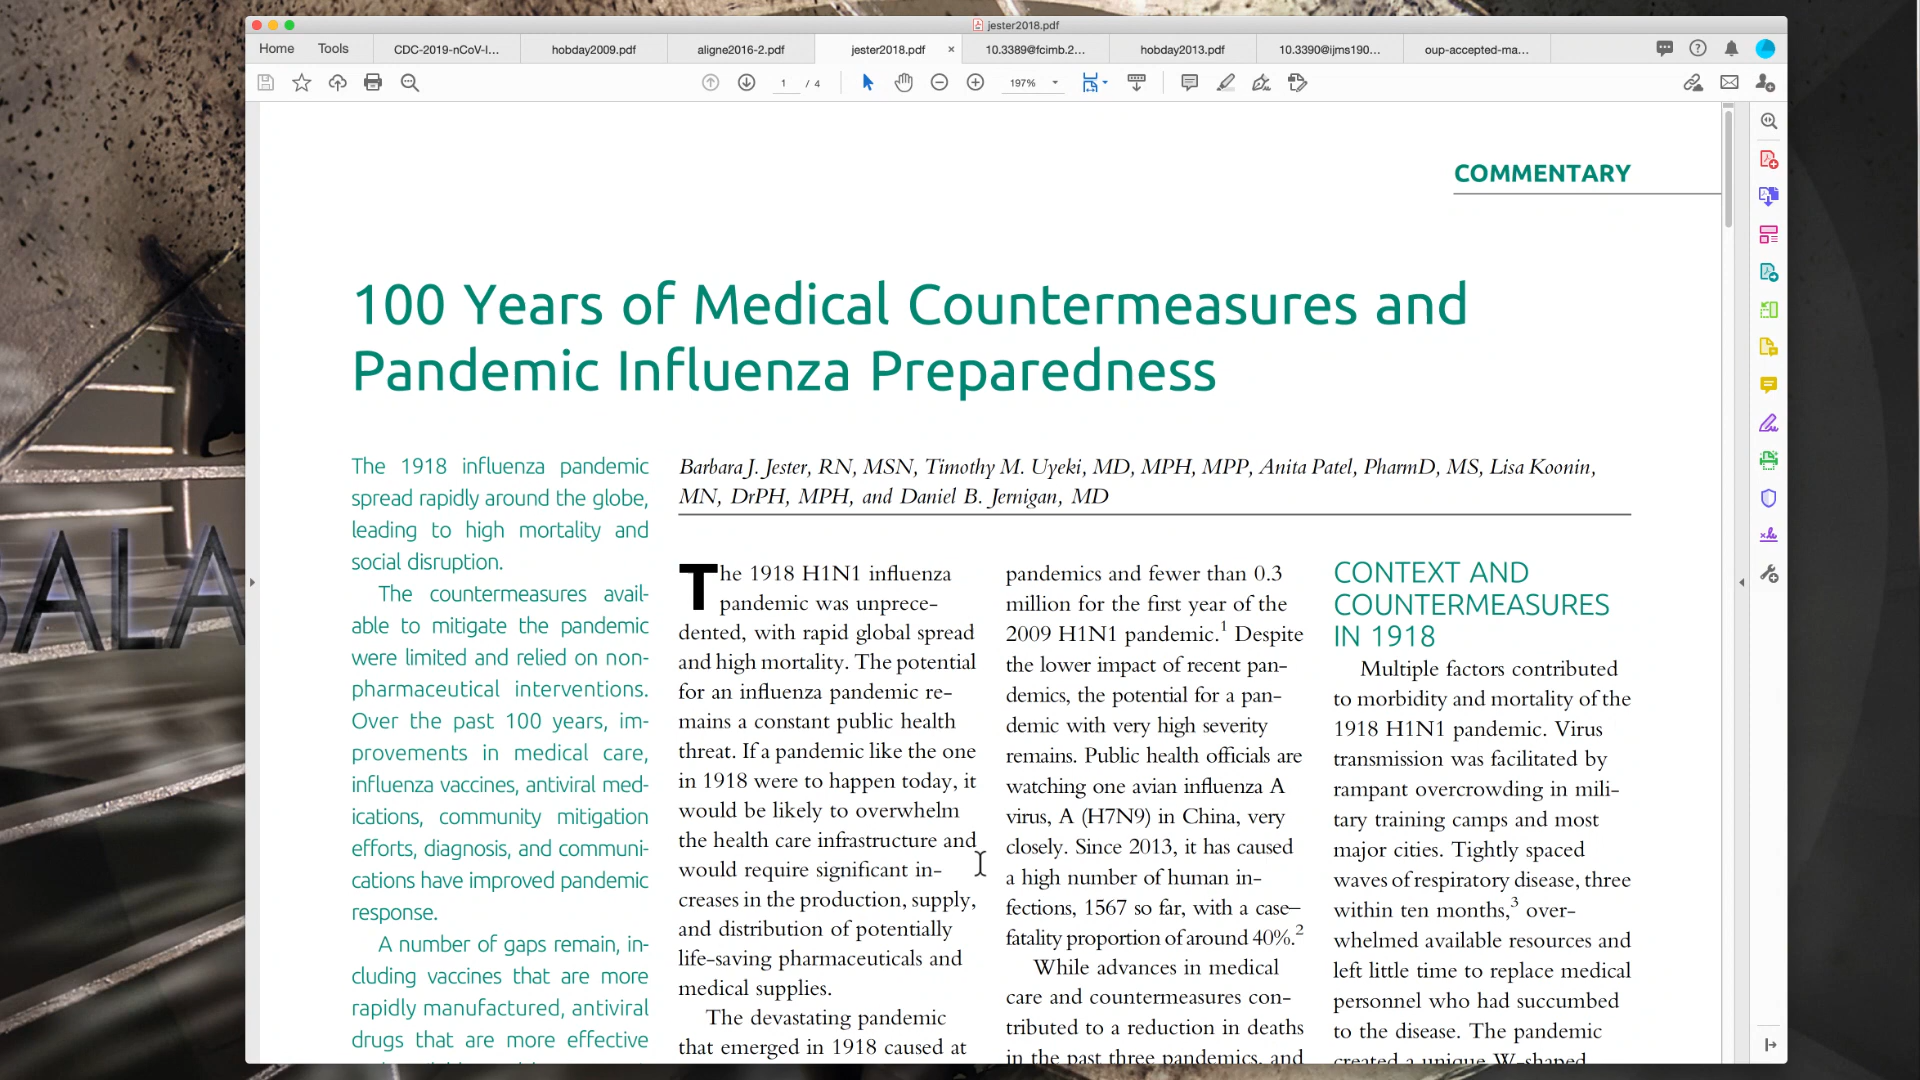 jester2018.pdf
Home Tools CDC-2019-nCoV-I... hobday2009.pdf aligne2016-2.pdf jester2018.pdf × 10.3389@fcimb.2... hobday2013.pdf 10.3390@ijms190... oup-accepted-ma...
1 / 4 197%
COMMENTARY
100 Years of Medical Countermeasures and
Pandemic Influenza Preparedness
The 1918 influenza pandemic
spread rapidly around the globe,
leading to high mortality and
social disruption.
The countermeasures avail-
able to mitigate the pandemic
were limited and relied on non-
pharmaceutical interventions.
Over the past 100 years, im-
provements in medical care,
influenza vaccines, antiviral med-
ications, community mitigation
efforts, diagnosis, and communi-
cations have improved pandemic
response.
A number of gaps remain, in-
cluding vaccines that are more
rapidly manufactured, antiviral
drugs that are more effective
Barbara J. Jester, RN, MSN, Timothy M. Uyeki, MD, MPH, MPP, Anita Patel, PharmD, MS, Lisa Koonin,
MN, DrPH, MPH, and Daniel B. Jernigan, MD
The 1918 H1N1 influenza
pandemic was unprece-
dented, with rapid global spread
and high mortality. The potential
for an influenza pandemic re-
mains a constant public health
threat. If a pandemic like the one
in 1918 were to happen today, it
would be likely to overwhelm
the health care infrastructure and
would require significant in-
creases in the production, supply,
and distribution of potentially
life-saving pharmaceuticals and
medical supplies.
The devastating pandemic
that emerged in 1918 caused at
pandemics and fewer than 0.3
million for the first year of the
2009 H1N1 pandemic.1 Despite
the lower impact of recent pan-
demics, the potential for a pan-
demic with very high severity
remains. Public health officials are
watching one avian influenza A
virus, A (H7N9) in China, very
closely. Since 2013, it has caused
a high number of human in-
fections, 1567 so far, with a case–
fatality proportion of around 40%.2
While advances in medical
care and countermeasures con-
tributed to a reduction in deaths
in the past three pandemics, and
CONTEXT AND
COUNTERMEASURES
IN 1918
Multiple factors contributed
to morbidity and mortality of the
1918 H1N1 pandemic. Virus
transmission was facilitated by
rampant overcrowding in mili-
tary training camps and most
major cities. Tightly spaced
waves of respiratory disease, three
within ten months,3 over-
whelmed available resources and
left little time to replace medical
personnel who had succumbed
to the disease. The pandemic
created a unique W-shaped
BALA